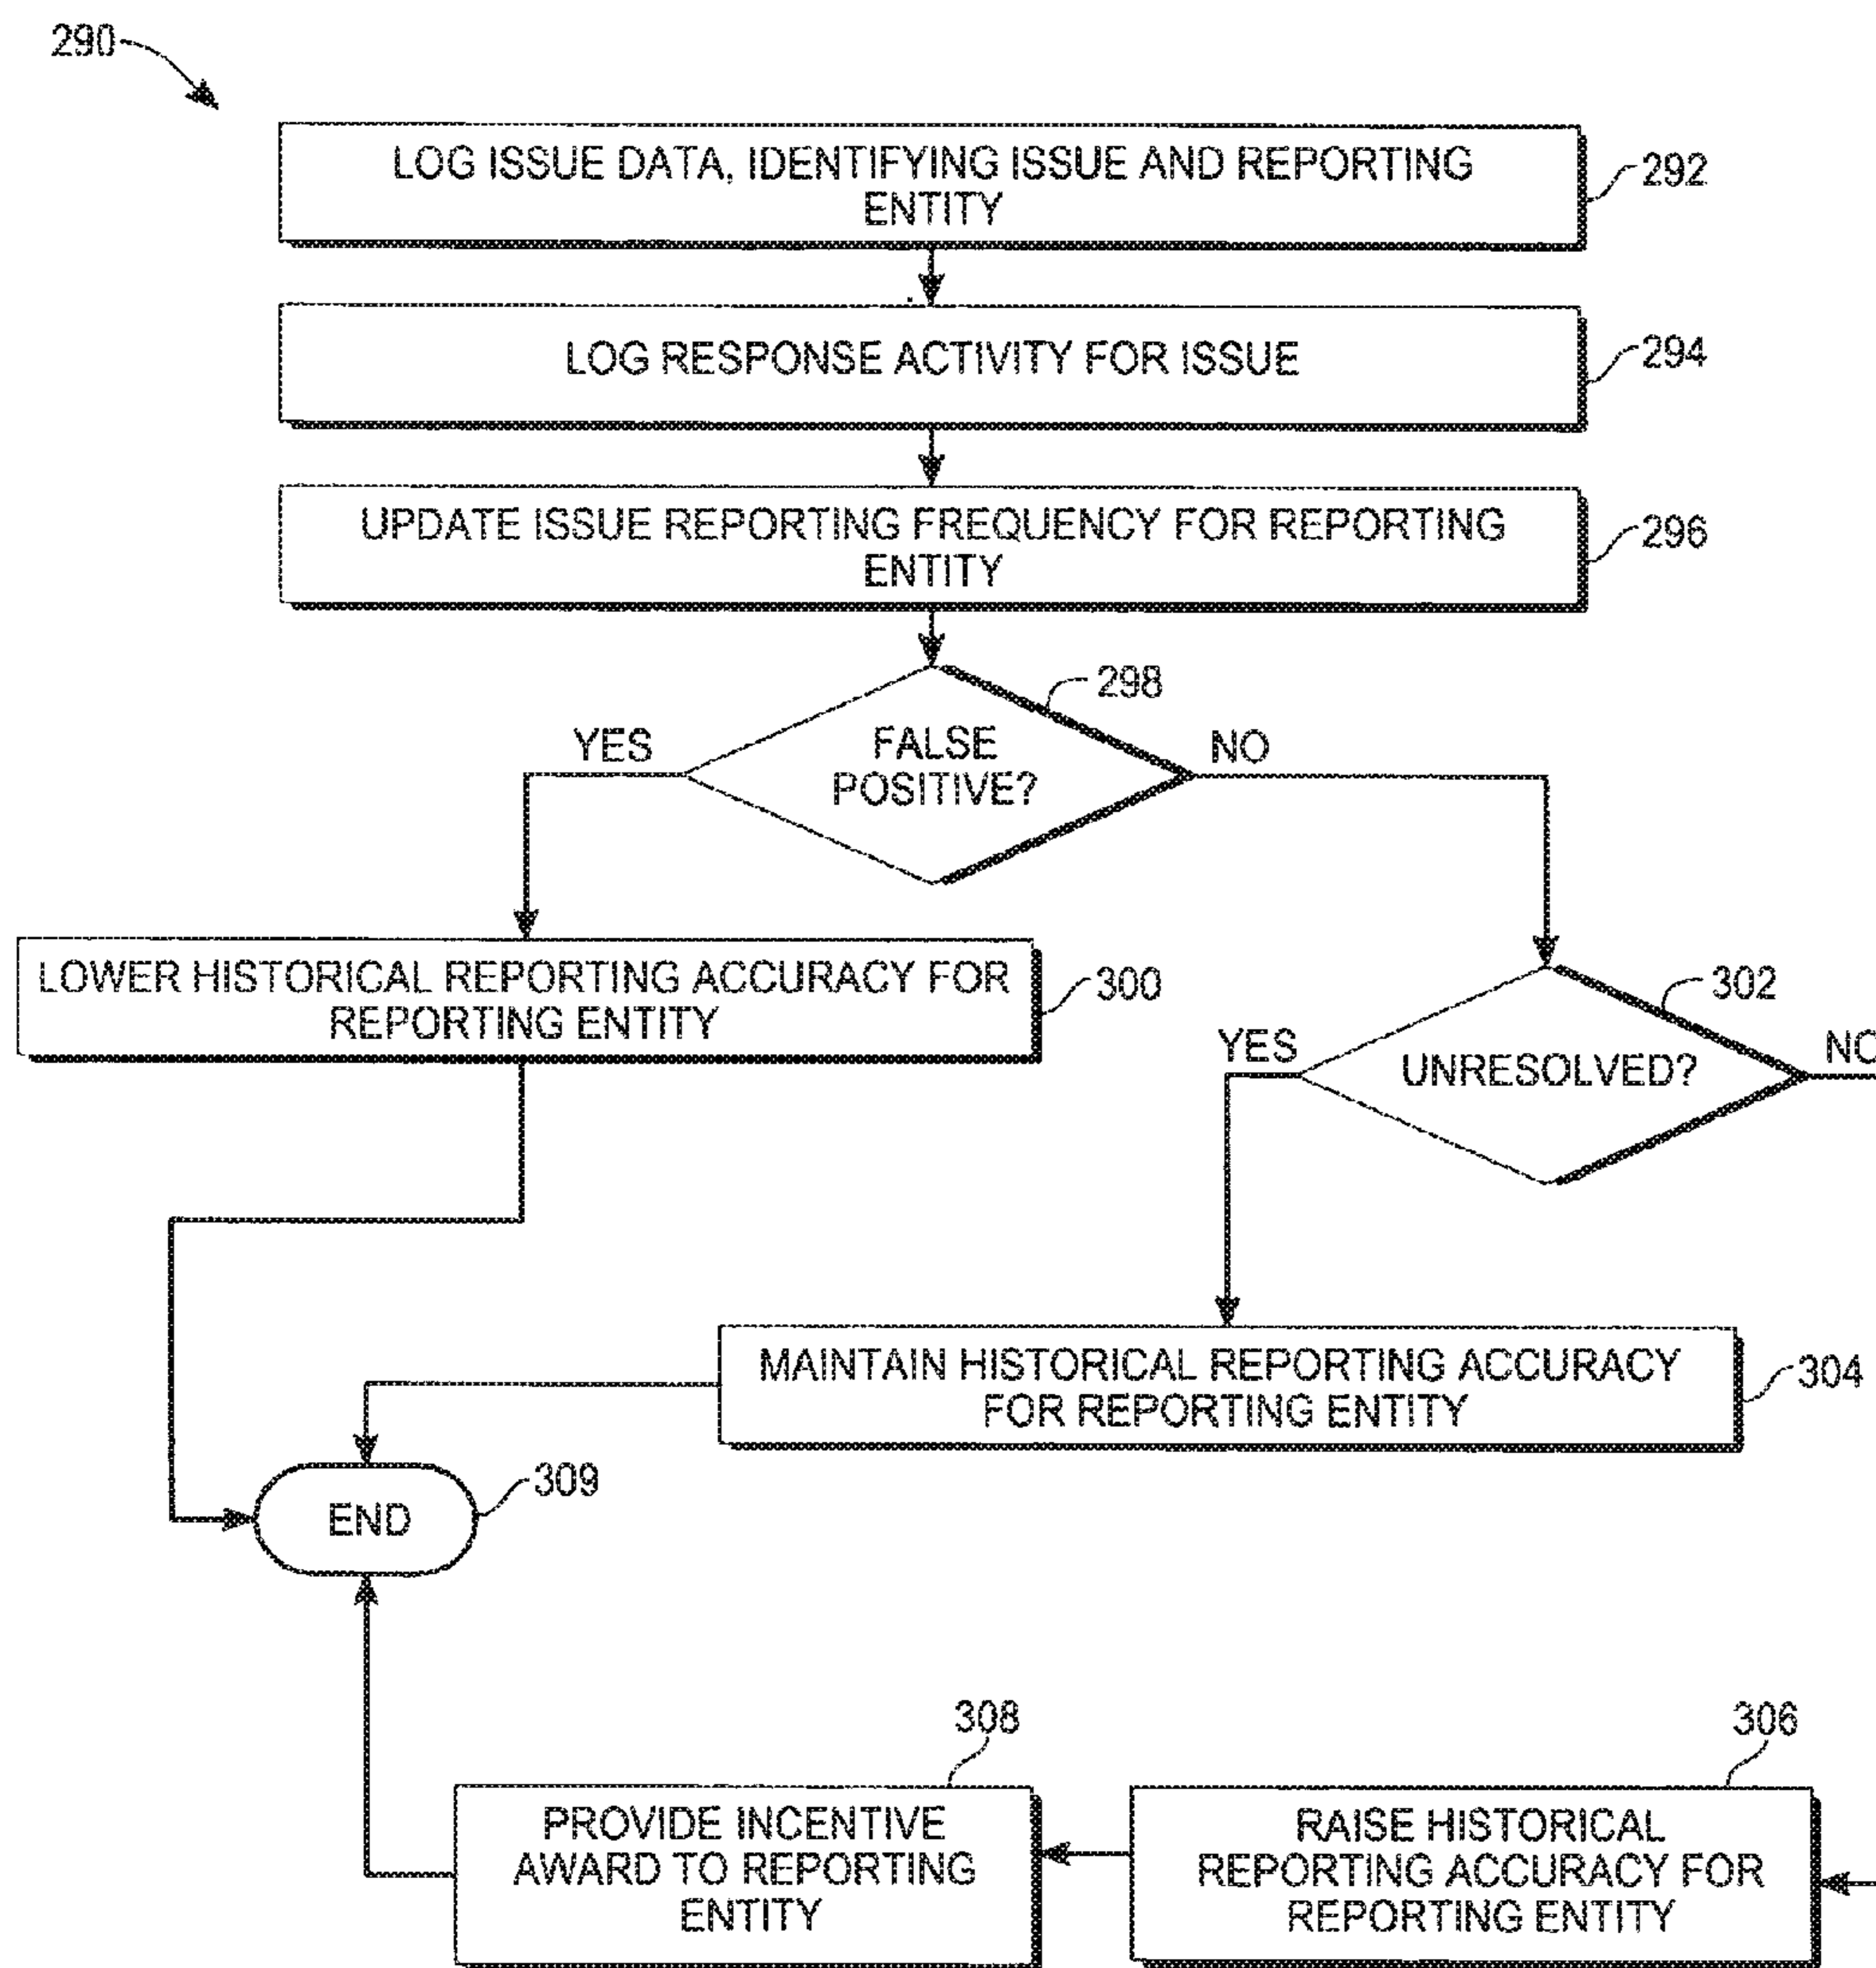 290
LOG ISSUE DATA, IDENTIFYING ISSUE AND REPORTING
ENTITY
292
LOG RESPONSE ACTIVITY FOR ISSUE
294
UPDATE ISSUE REPORTING FREQUENCY FOR REPORTING
ENTITY
296
298
YES
FALSE
POSITIVE?
NO
LOWER HISTORICAL REPORTING ACCURACY FOR
REPORTING ENTITY
300
302
YES
UNRESOLVED?
NO
MAINTAIN HISTORICAL REPORTING ACCURACY
FOR REPORTING ENTITY
304
END
309
308
PROVIDE INCENTIVE
AWARD TO REPORTING
ENTITY
306
RAISE HISTORICAL
REPORTING ACCURACY FOR
REPORTING ENTITY